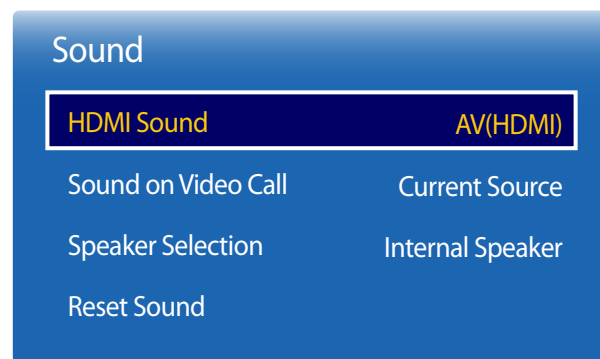 Sound
HDMI Sound AV(HDMI)
Sound on Video Call Current Source
Speaker Selection Internal Speaker
Reset Sound